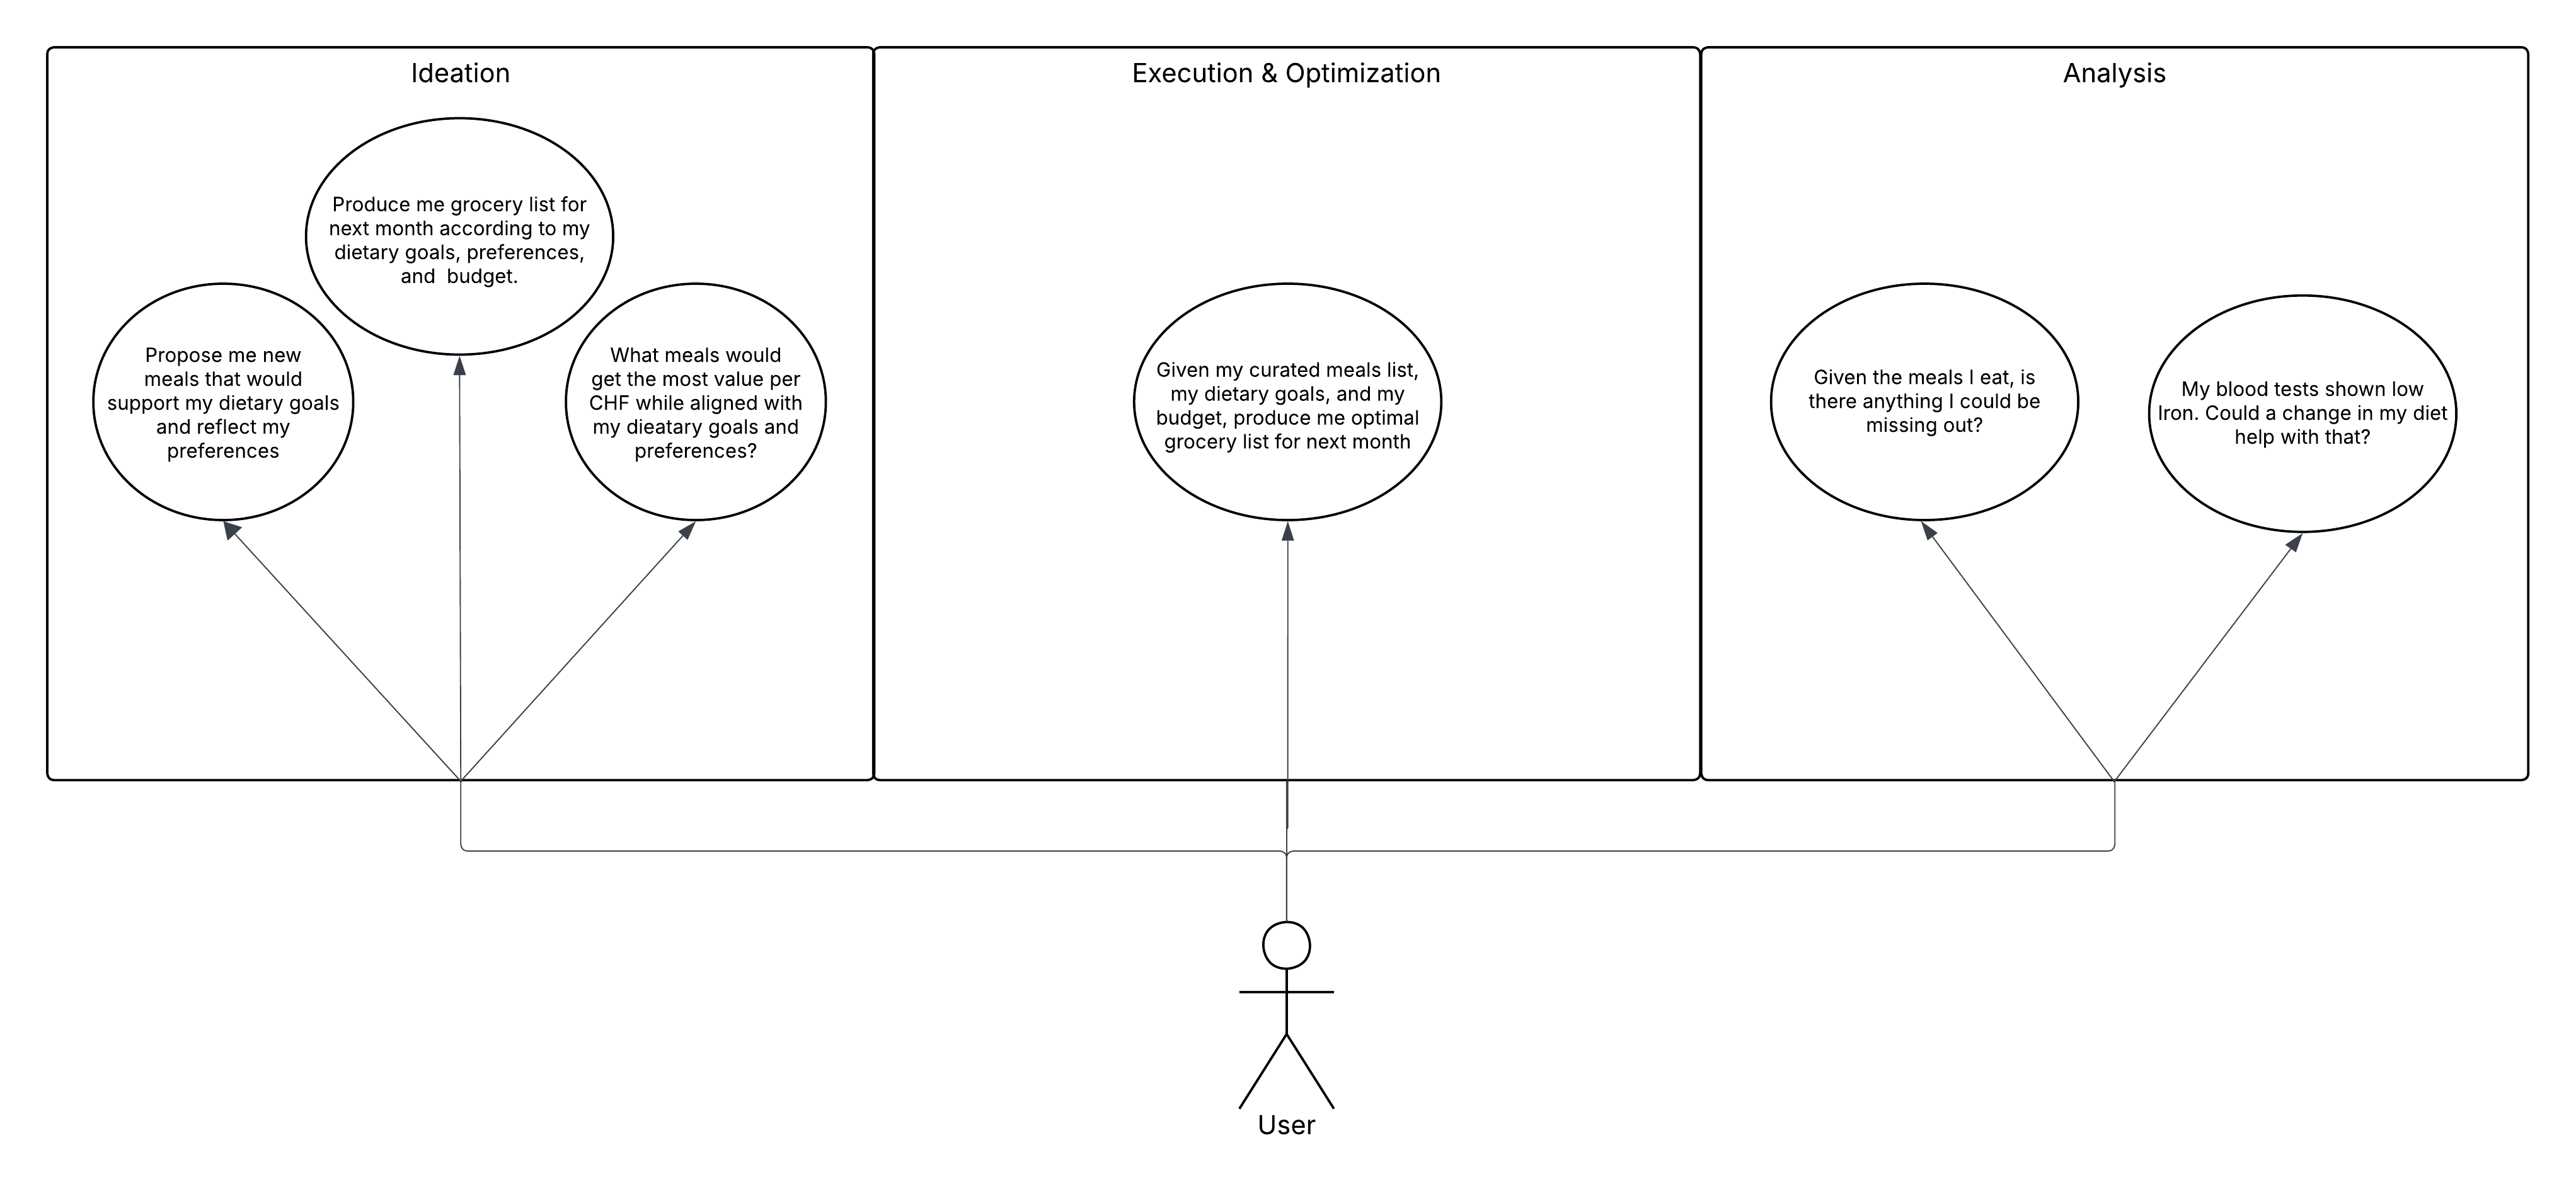 Ideation
Produce me grocery list for
next month according to my
dietary goals, preferences,
and  budget.
Propose me new
meals that would
support my dietary goals
and reflect my
preferences
What meals would
get the most value per
CHF while aligned with
my dieatary goals and
preferences?
Execution & Optimization
Given my curated meals list,
my dietary goals, and my
budget, produce me optimal
grocery list for next month
Analysis
Given the meals I eat, is
there anything I could be
missing out?
My blood tests shown low
Iron. Could a change in my diet
help with that?
User